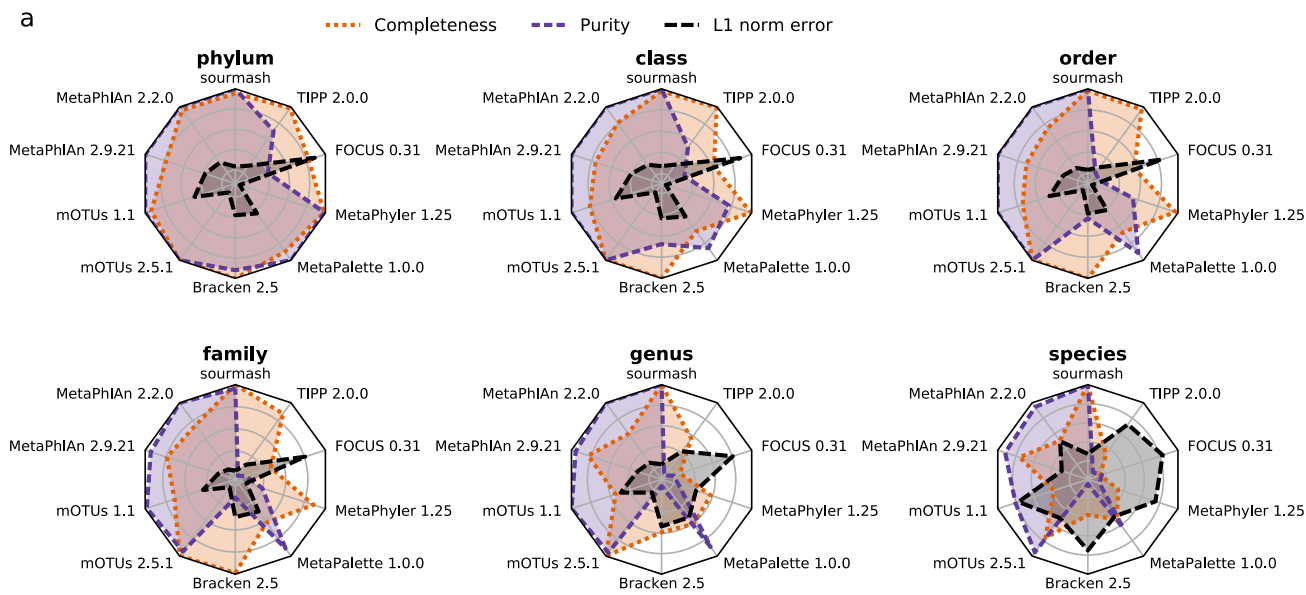 a
Completeness Purity L1 norm error
phylum
sourmash
MetaPhlAn 2.2.0
TIPP 2.0.0
MetaPhlAn 2.9.21
FOCUS 0.31
mOTUs 1.1
MetaPhyler 1.25
mOTUs 2.5.1
MetaPalette 1.0.0
Bracken 2.5
class
sourmash
MetaPhlAn 2.2.0
TIPP 2.0.0
MetaPhlAn 2.9.21
FOCUS 0.31
mOTUs 1.1
MetaPhyler 1.25
mOTUs 2.5.1
MetaPalette 1.0.0
Bracken 2.5
order
sourmash
MetaPhlAn 2.2.0
TIPP 2.0.0
MetaPhlAn 2.9.21
FOCUS 0.31
mOTUs 1.1
MetaPhyler 1.25
mOTUs 2.5.1
MetaPalette 1.0.0
Bracken 2.5
family
sourmash
MetaPhlAn 2.2.0
TIPP 2.0.0
MetaPhlAn 2.9.21
FOCUS 0.31
mOTUs 1.1
MetaPhyler 1.25
mOTUs 2.5.1
MetaPalette 1.0.0
Bracken 2.5
genus
sourmash
MetaPhlAn 2.2.0
TIPP 2.0.0
MetaPhlAn 2.9.21
FOCUS 0.31
mOTUs 1.1
MetaPhyler 1.25
mOTUs 2.5.1
MetaPalette 1.0.0
Bracken 2.5
species
sourmash
MetaPhlAn 2.2.0
TIPP 2.0.0
MetaPhlAn 2.9.21
FOCUS 0.31
mOTUs 1.1
MetaPhyler 1.25
mOTUs 2.5.1
MetaPalette 1.0.0
Bracken 2.5